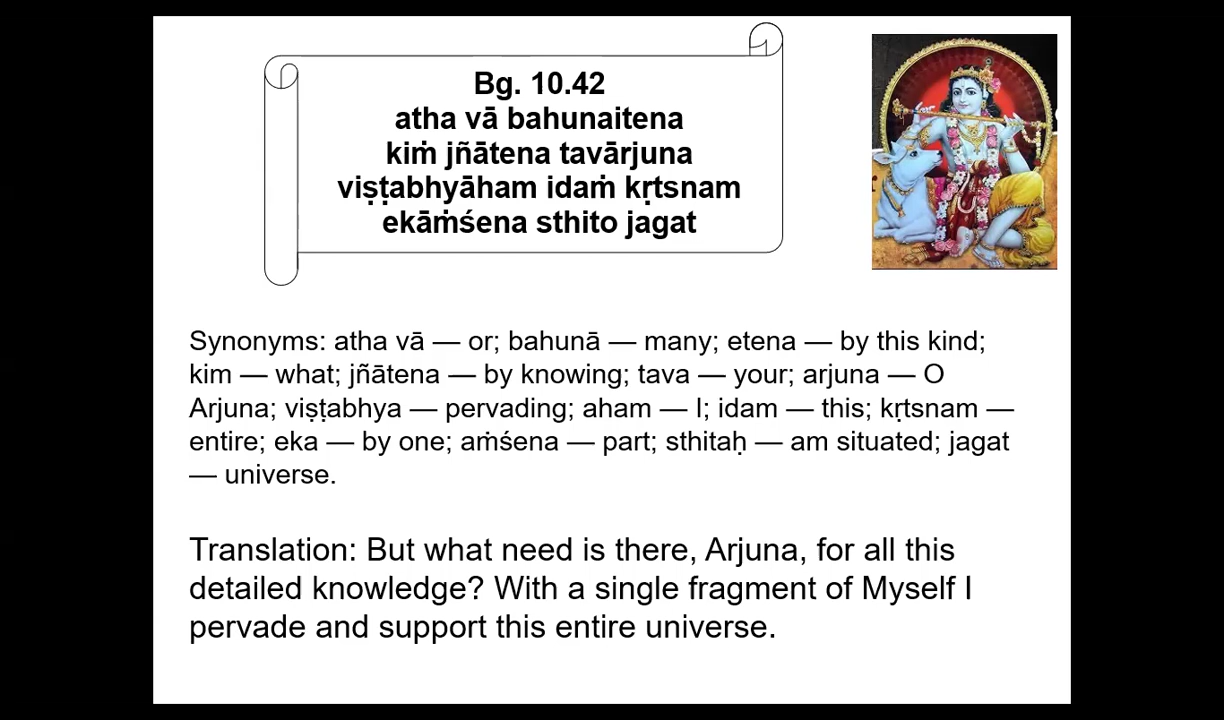 Bg. 10.42
atha vā bahunaitena
kiṁ jñātena tavārjuna
viṣṭabhyāham idaṁ kṛtsnam
ekāṁśena sthito jagat
Synonyms: atha vā — or; bahunā — many; etena — by this kind;
kim — what; jñātena — by knowing; tava — your; arjuna — O
Arjuna; viṣṭabhya — pervading; aham — I; idam — this; kṛtsnam —
entire; eka — by one; aṁśena — part; sthitaḥ — am situated; jagat
— universe.
Translation: But what need is there, Arjuna, for all this
detailed knowledge? With a single fragment of Myself I
pervade and support this entire universe.